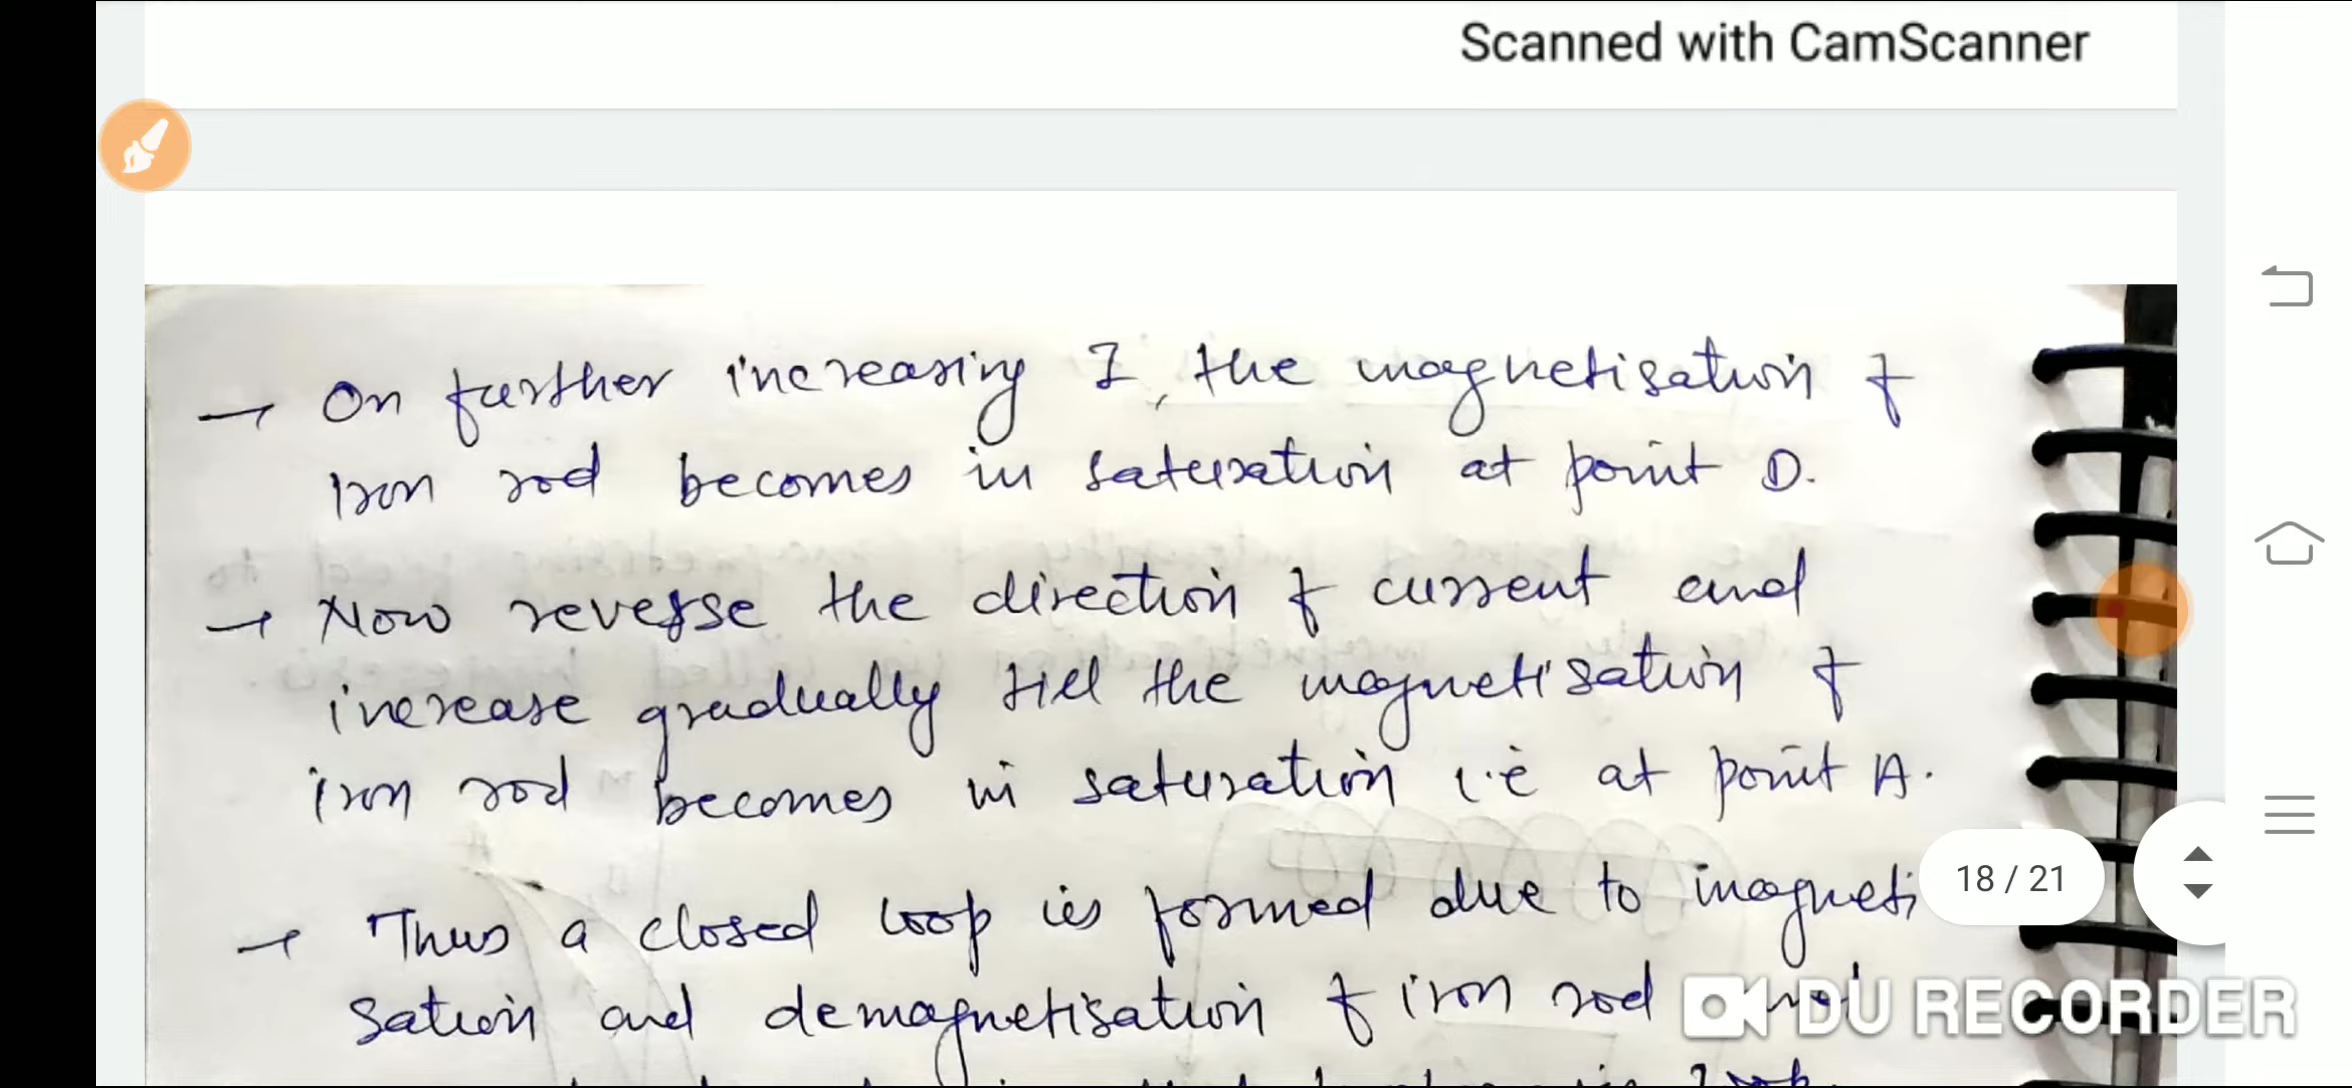 Scanned with CamScanner
→ On further increasing I, the magnetisation of
iron rod becomes in saturation at point D.
→ Now reverse the direction of current and
increase gradually till the magnetisation of
iron rod becomes in saturation i.e at point A.
→ Thus a closed loop is formed due to magneti
sation and demagnetisation of iron rod
18 / 21
DU RECORDER